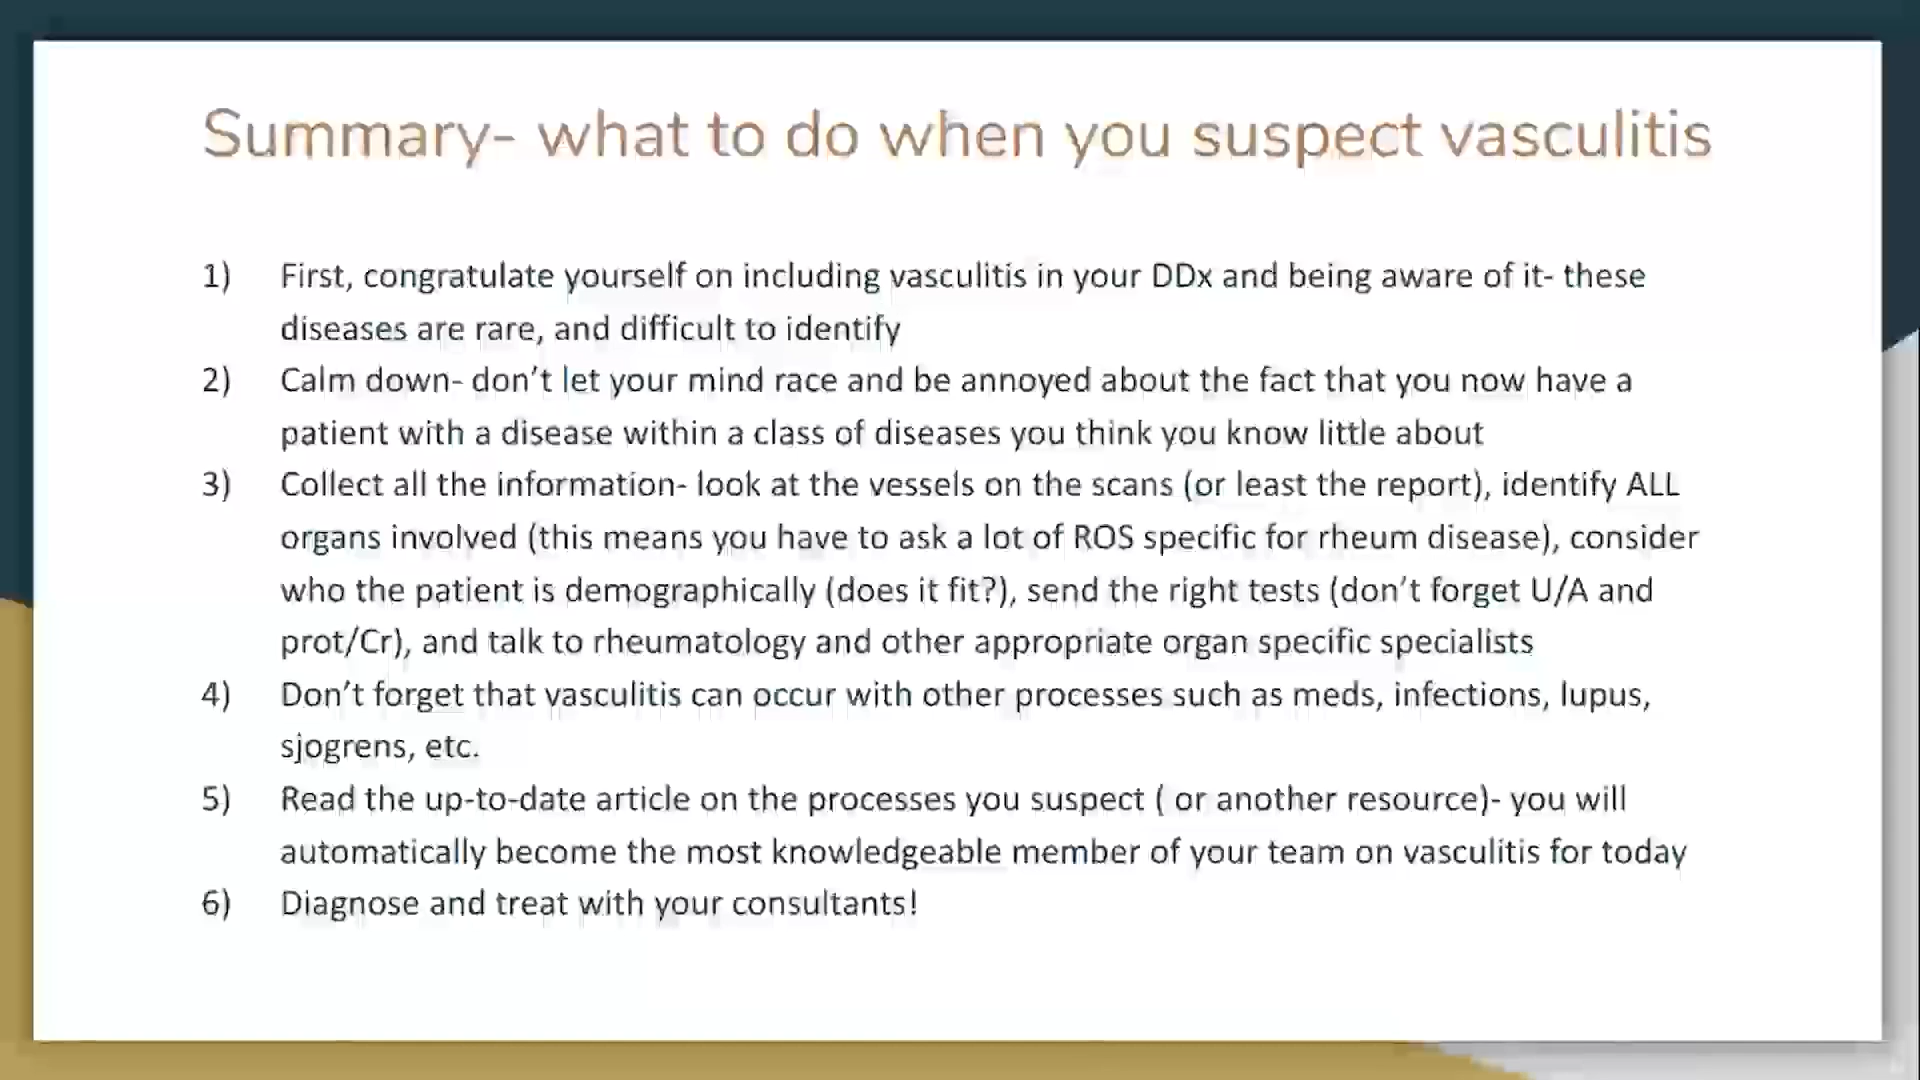 Summary- what to do when you suspect vasculitis
1) First, congratulate yourself on including vasculitis in your DDx and being aware of it- these
diseases are rare, and difficult to identify
2) Calm down- don’t let your mind race and be annoyed about the fact that you now have a
patient with a disease within a class of diseases you think you know little about
3) Collect all the information- look at the vessels on the scans (or least the report), identify ALL
organs involved (this means you have to ask a lot of ROS specific for rheum disease), consider
who the patient is demographically (does it fit?), send the right tests (don’t forget U/A and
prot/Cr), and talk to rheumatology and other appropriate organ specific specialists
4) Don’t forget that vasculitis can occur with other processes such as meds, infections, lupus,
sjogrens, etc.
5) Read the up-to-date article on the processes you suspect ( or another resource)- you will
automatically become the most knowledgeable member of your team on vasculitis for today
6) Diagnose and treat with your consultants!